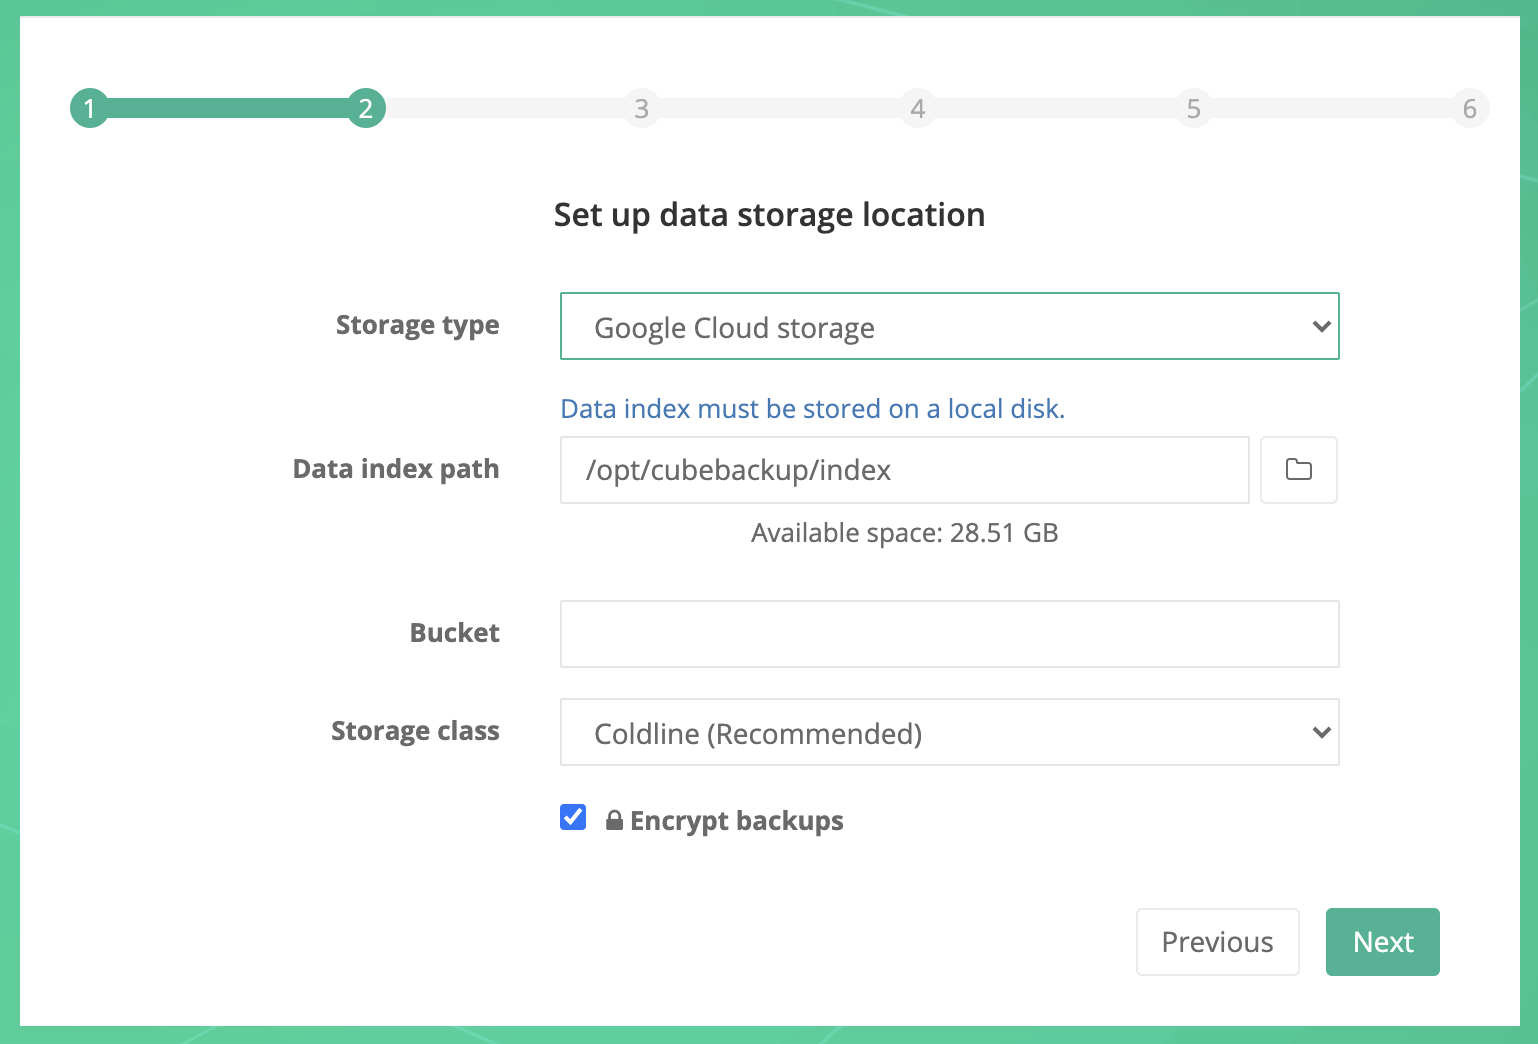 1 2 3 4 5 6
Set up data storage location
Storage type Google Cloud storage
Data index must be stored on a local disk.
Data index path /opt/cubebackup/index
Available space: 28.51 GB
Bucket
Storage class Coldline (Recommended)
Encrypt backups
Previous Next